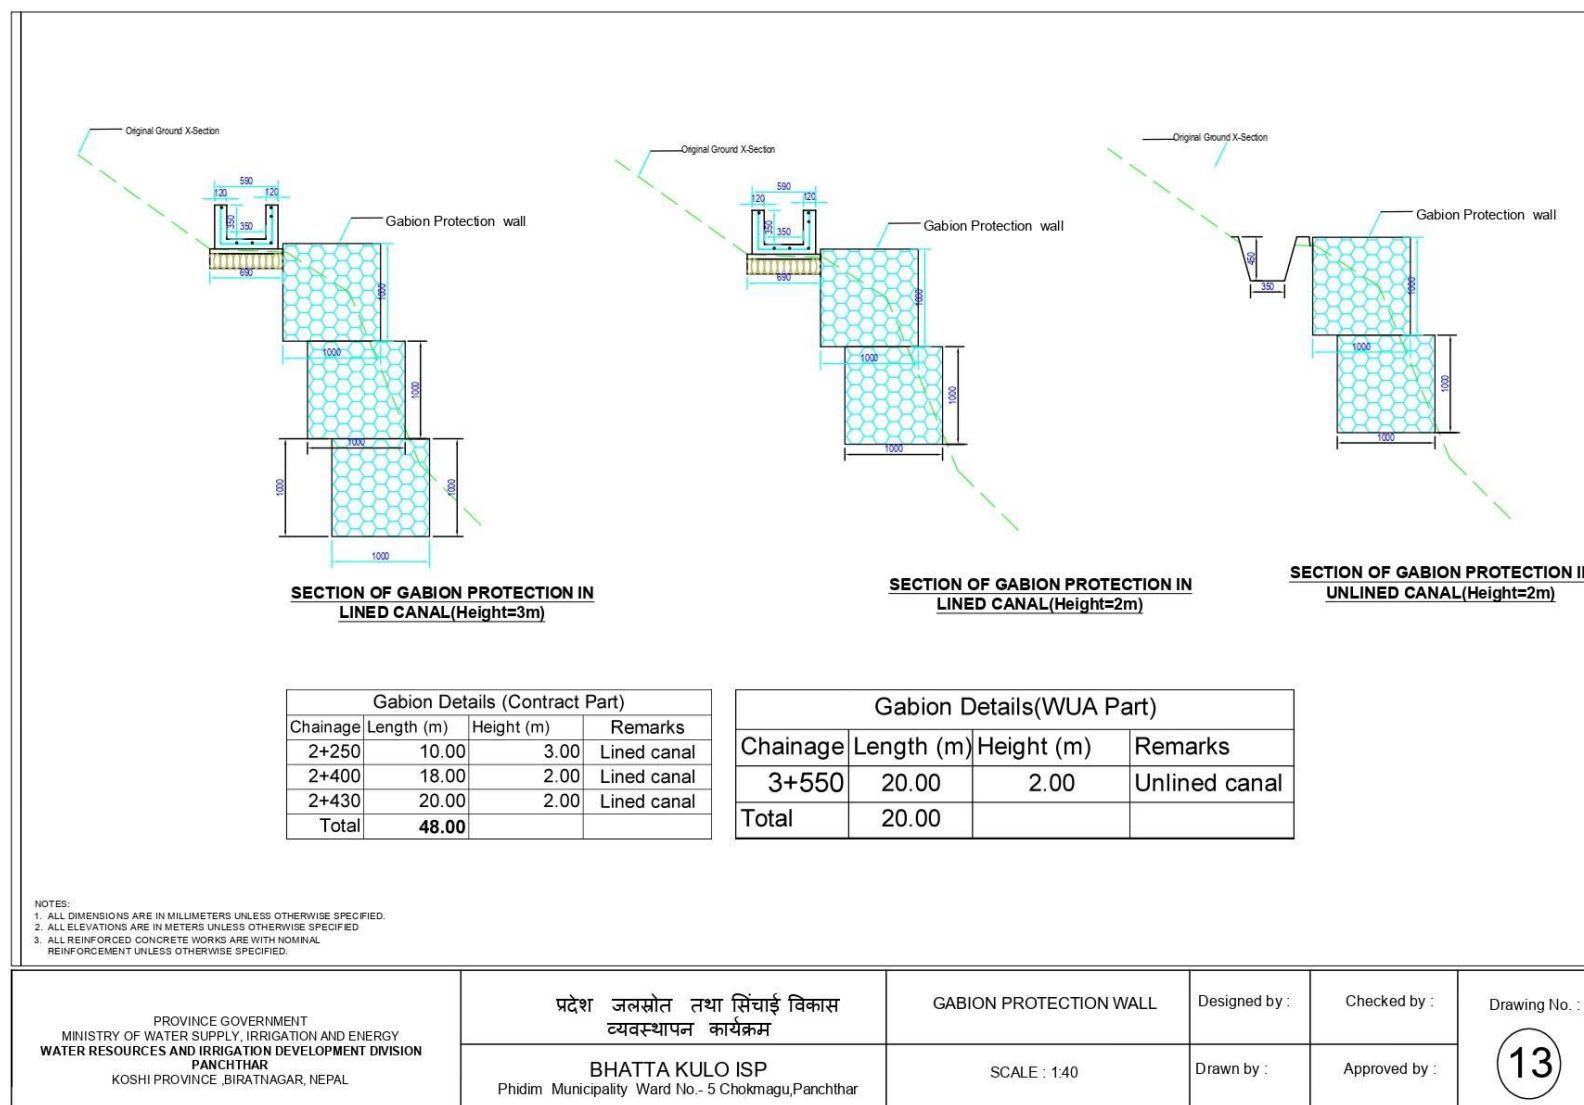 Original Ground X-Section
590
120
120
350
350
690
Gabion Protection wall
1000
1000
1000
1000
1000
1000
1000
SECTION OF GABION PROTECTION IN
LINED CANAL(Height=3m)
Original Ground X-Section
590
120
120
350
350
690
Gabion Protection wall
1000
1000
1000
1000
SECTION OF GABION PROTECTION IN
LINED CANAL(Height=2m)
Original Ground X-Section
450
350
Gabion Protection wall
1000
1000
1000
1000
SECTION OF GABION PROTECTION I
UNLINED CANAL(Height=2m)
Gabion Details (Contract Part)
Chainage Length (m) Height (m) Remarks
2+250 10.00 3.00 Lined canal
2+400 18.00 2.00 Lined canal
2+430 20.00 2.00 Lined canal
Total 48.00
Gabion Details(WUA Part)
Chainage Length (m) Height (m) Remarks
3+550 20.00 2.00 Unlined canal
Total 20.00
NOTES:
1. ALL DIMENSIONS ARE IN MILLIMETERS UNLESS OTHERWISE SPECIFIED.
2. ALL ELEVATIONS ARE IN METERS UNLESS OTHERWISE SPECIFIED
3. ALL REINFORCED CONCRETE WORKS ARE WITH NOMINAL
REINFORCEMENT UNLESS OTHERWISE SPECIFIED.
PROVINCE GOVERNMENT
MINISTRY OF WATER SUPPLY, IRRIGATION AND ENERGY
WATER RESOURCES AND IRRIGATION DEVELOPMENT DIVISION
PANCHTHAR
KOSHI PROVINCE ,BIRATNAGAR, NEPAL
प्रदेश जलस्रोत तथा सिंचाई विकास
व्यवस्थापन कार्यक्रम
BHATTA KULO ISP
Phidim Municipality Ward No.- 5 Chokmagu,Panchthar
GABION PROTECTION WALL
SCALE : 1:40
Designed by :
Checked by :
Drawn by :
Approved by :
Drawing No. :
13